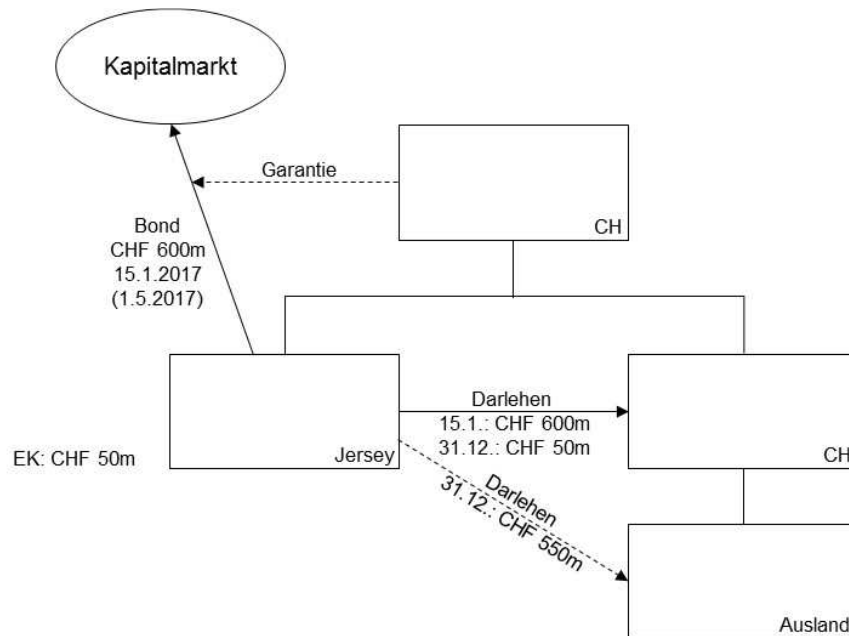 Kapitalmarkt
Garantie
CH
Bond
CHF 600m
15.1.2017
(1.5.2017)
Darlehen
15.1.: CHF 600m
31.12.: CHF 50m
EK: CHF 50m
Jersey
CH
Darlehen
31.12.: CHF 550m
Ausland